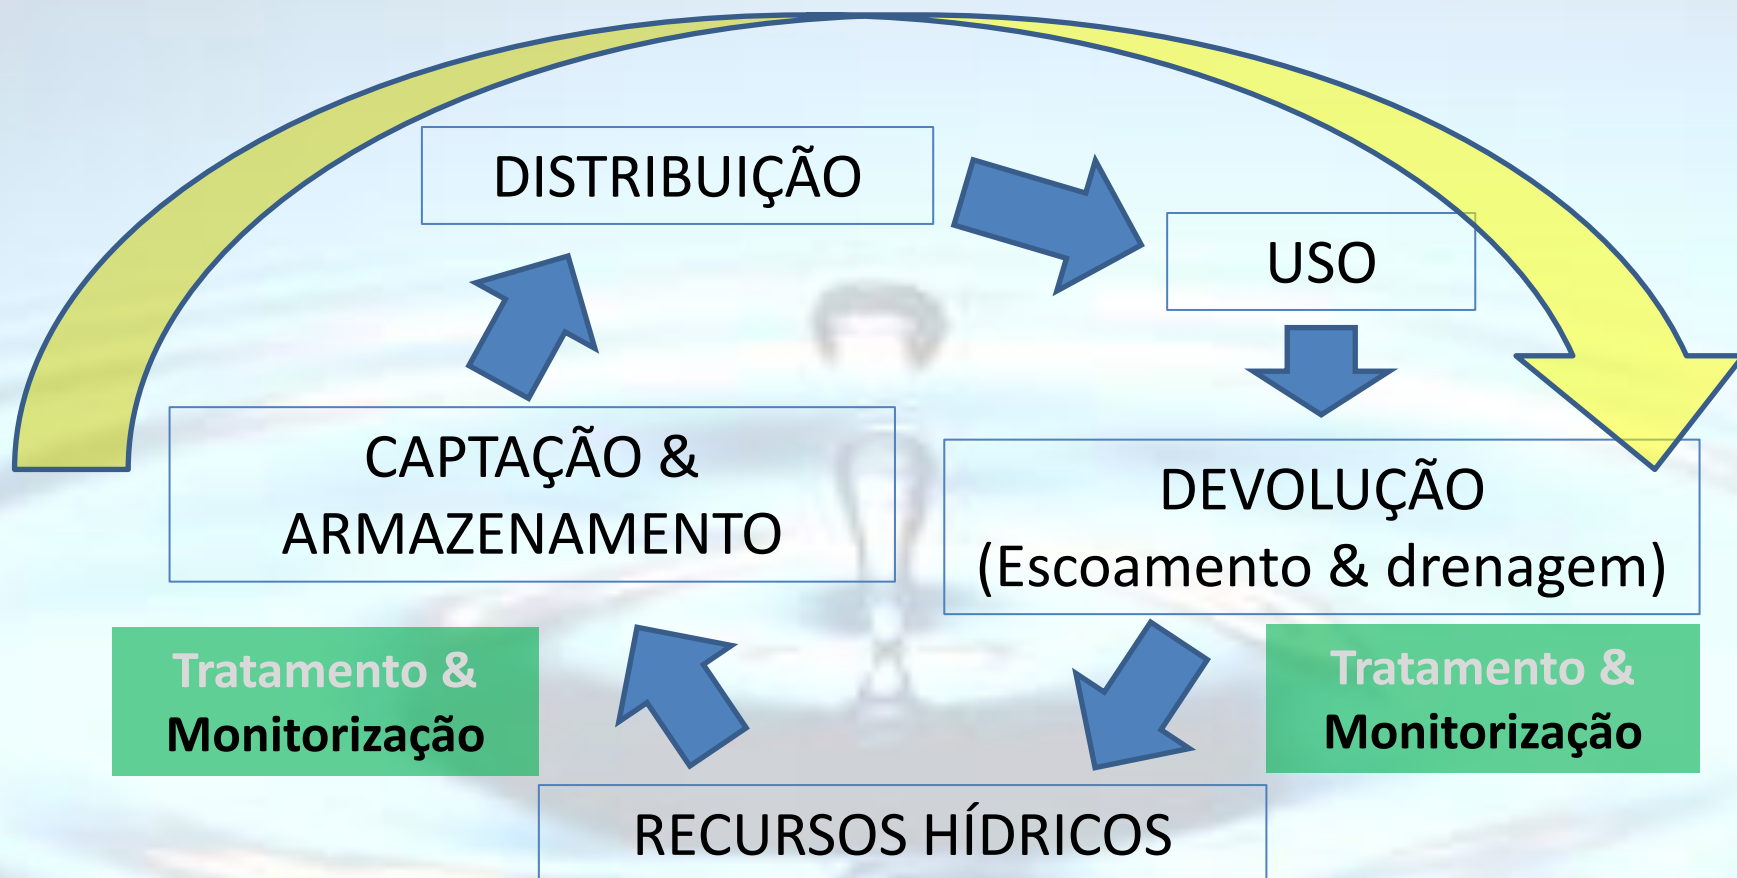 DISTRIBUIÇÃO
USO
CAPTAÇÃO &
ARMAZENAMENTO
DEVOLUÇÃO
(Escoamento & drenagem)
Tratamento &
Monitorização
Tratamento &
Monitorização
RECURSOS HÍDRICOS